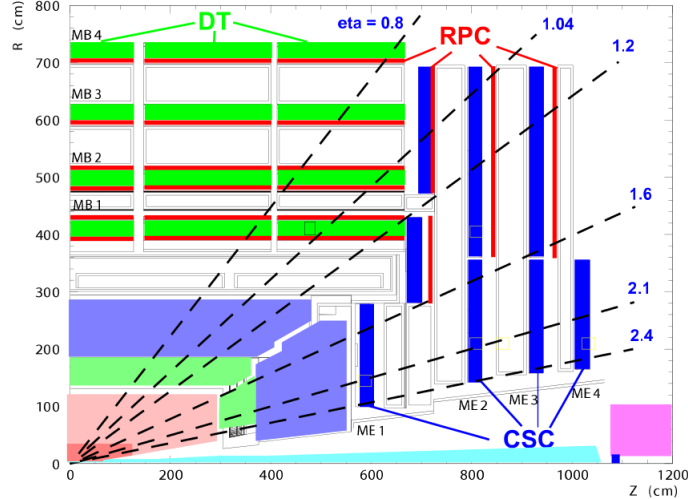 R (cm)
800
700
600
500
400
300
200
100
0
MB 4
MB 3
MB 2
MB 1
DT
eta = 0.8
RPC
1.04
1.2
1.6
2.1
2.4
ME 1
ME 2
ME 3
ME 4
CSC
0
200
400
600
800
1000
1200
Z (cm)